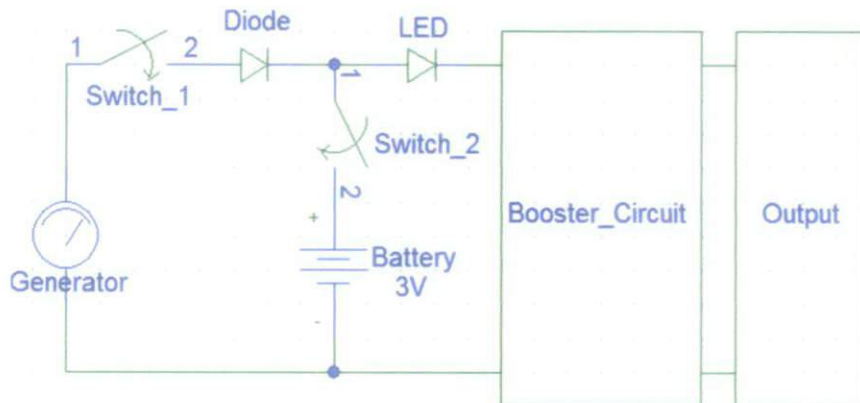 Diode
LED
1
2
Switch_1
1
Switch_2
2
+
Battery
3V
-
Generator
Booster_Circuit
Output